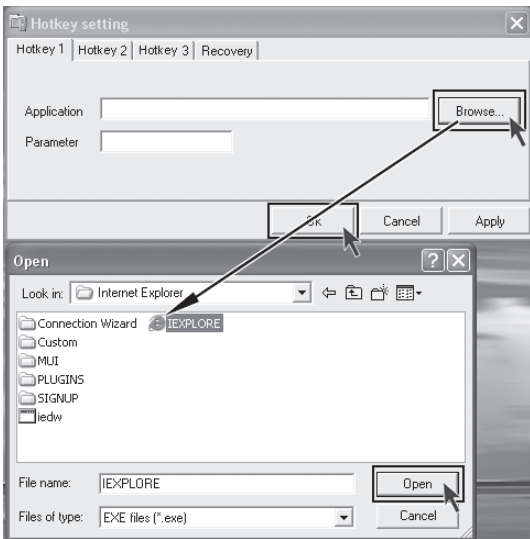 Hotkey setting
Hotkey 1 Hotkey 2 Hotkey 3 Recovery
Application Browse...
Parameter
OK Cancel Apply
Open
Look in: Internet Explorer
Connection Wizard IEXPLORE
Custom
MUI
PLUGINS
SIGNUP
iedw
File name: IEXPLORE Open
Files of type: EXE files (*.exe) Cancel